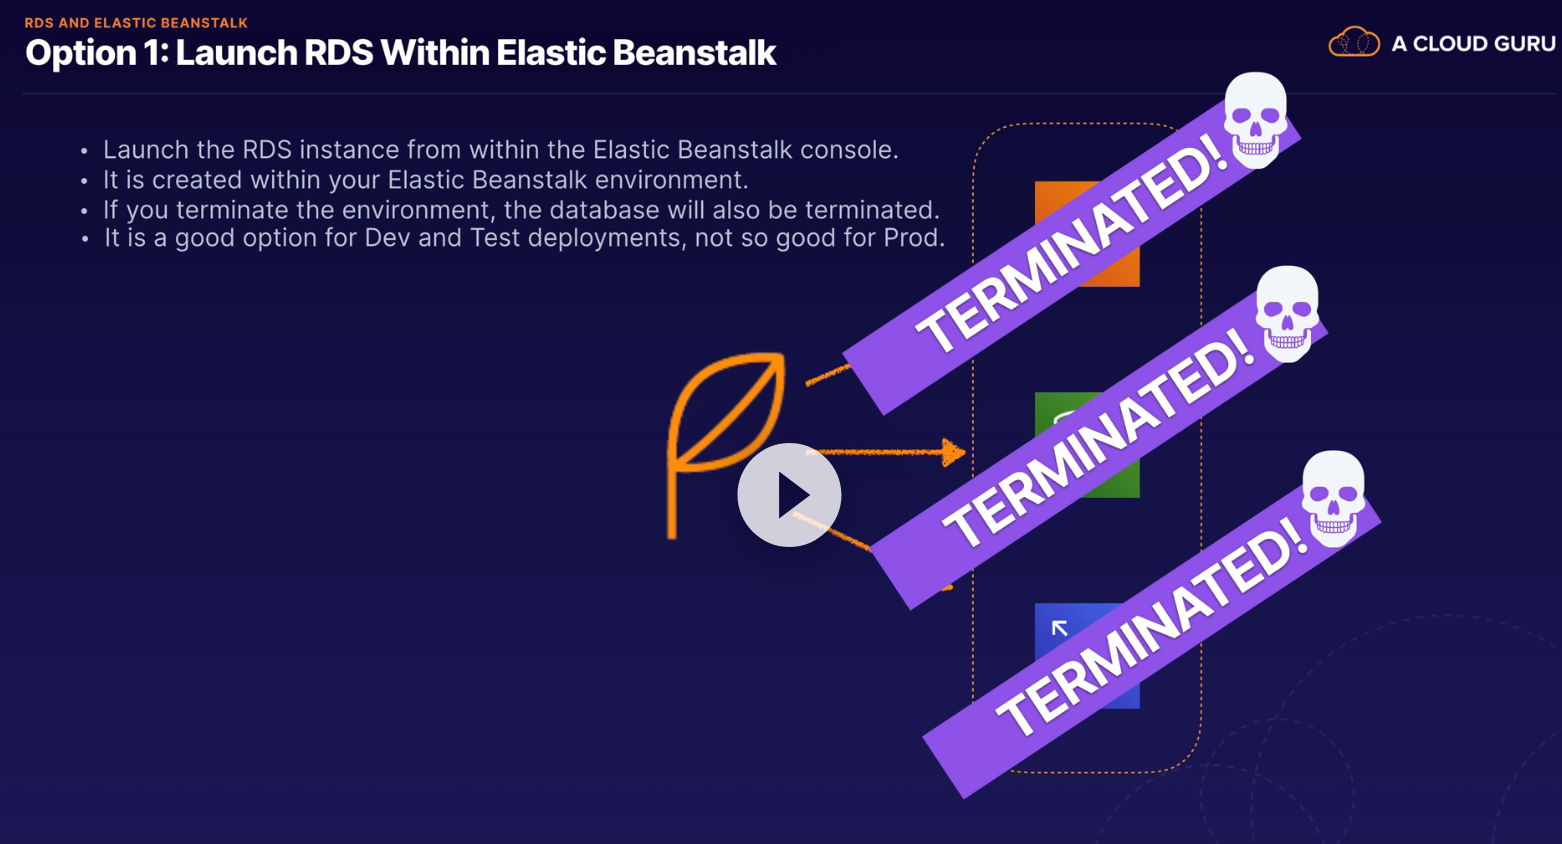 RDS AND ELASTIC BEANSTALK
Option 1: Launch RDS Within Elastic Beanstalk
A CLOUD GURU
• Launch the RDS instance from within the Elastic Beanstalk console.
• It is created within your Elastic Beanstalk environment.
• If you terminate the environment, the database will also be terminated.
• It is a good option for Dev and Test deployments, not so good for Prod.
TERMINATED!
TERMINATED!
TERMINATED!